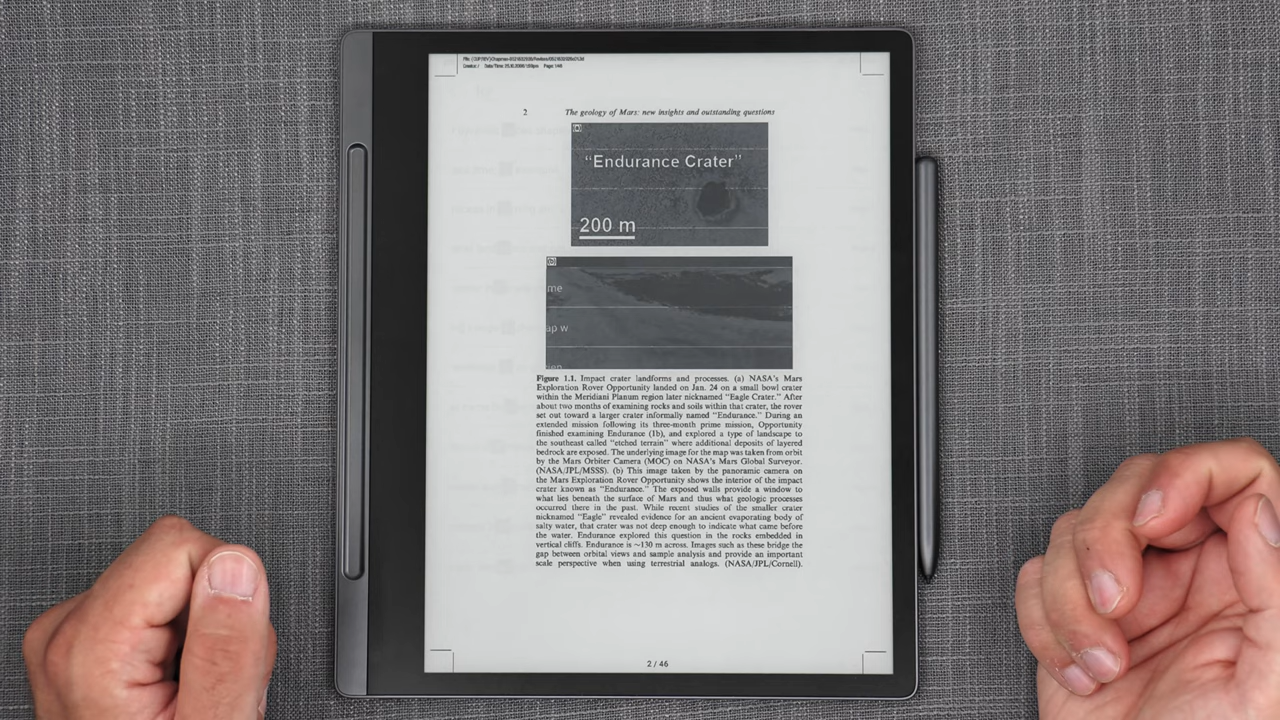 2 The geology of Mars: new insights and outstanding questions
(a)
"Endurance Crater"
200 m
(b)
me
ap w
Figure 1.1. Impact crater landforms and processes. (a) NASA's Mars
Exploration Rover Opportunity landed on Jan. 24 on a small bowl crater
within the Meridiani Planum region later nicknamed "Eagle Crater." After
about two months of examining rocks and soils within that crater, the rover
set out toward a larger crater informally named "Endurance." During an
extended mission following its three-month prime mission, Opportunity
finished examining Endurance (1b), and explored a type of landscape to
the southeast called "etched terrain" where additional deposits of layered
bedrock are exposed. The underlying image for the map was taken from orbit
by the Mars Orbiter Camera (MOC) on NASA's Mars Global Surveyor.
(NASA/JPL/MSSS). (b) This image taken by the panoramic camera on
the Mars Exploration Rover Opportunity shows the interior of the impact
crater known as "Endurance." The exposed walls provide a window to
what lies beneath the surface of Mars and thus what geologic processes
occurred there in the past. While recent studies of the smaller crater
nicknamed "Eagle" revealed evidence for an ancient evaporating body of
salty water, that crater was not deep enough to indicate what came before
the water. Endurance explored this question in the rocks embedded in
vertical cliffs. Endurance is ~130 m across. Images such as these bridge the
gap between orbital views and sample analysis and provide an important
scale perspective when using terrestrial analogs. (NASA/JPL/Cornell).
2 / 46